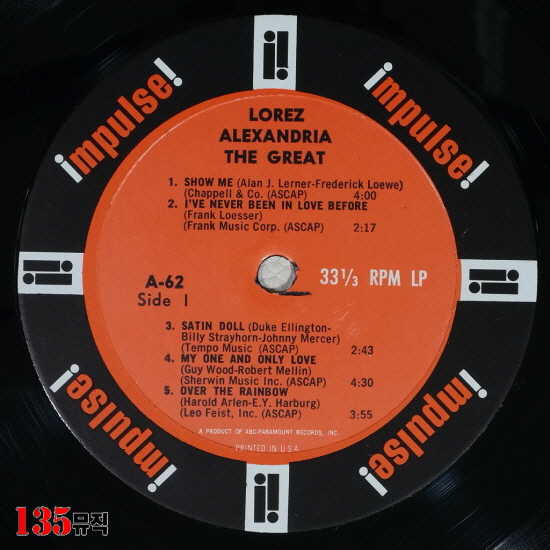 impulse!
impulse!
LOREZ
ALEXANDRIA
THE GREAT
1. SHOW ME (Alan J. Lerner-Frederick Loewe)
(Chappell & Co. (ASCAP) 4:00
2. I'VE NEVER BEEN IN LOVE BEFORE
(Frank Loesser)
(Frank Music Corp. (ASCAP) 2:17
A-62
Side I
33 1/3 RPM LP
3. SATIN DOLL (Duke Ellington-
Billy Strayhorn-Johnny Mercer)
(Tempo Music (ASCAP) 2:43
4. MY ONE AND ONLY LOVE
(Guy Wood-Robert Mellin)
(Sherwin Music Inc. (ASCAP) 4:30
5. OVER THE RAINBOW
(Harold Arlen-E.Y. Harburg)
(Leo Feist, Inc. (ASCAP) 3:55
A PRODUCT OF ABC-PARAMOUNT RECORDS, INC.
PRINTED IN U.S.A
impulse!
impulse!
135뮤직